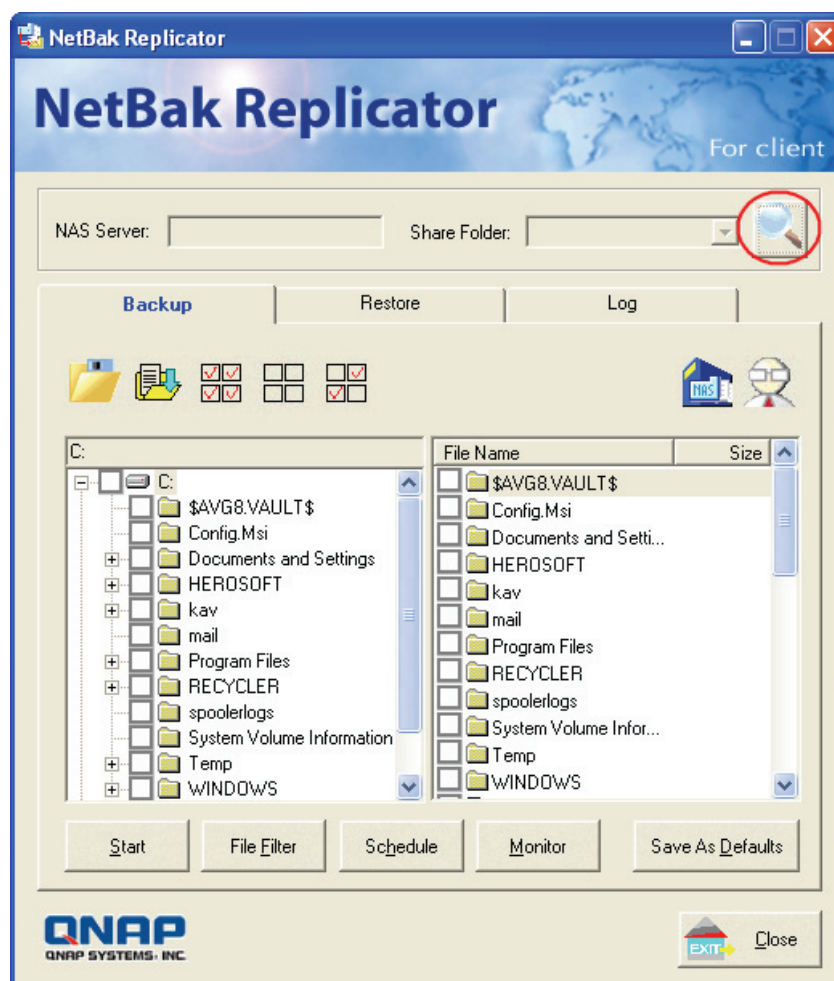 NetBak Replicator
NetBak Replicator
For client
NAS Server: Share Folder:
Backup Restore Log
NAS
C:
C:
$AVG8.VAULT$
Config.Msi
Documents and Settings
HEROSOFT
kav
mail
Program Files
RECYCLER
spoolerlogs
System Volume Information
Temp
WINDOWS
File Name Size
$AVG8.VAULT$
Config.Msi
Documents and Setti...
HEROSOFT
kav
mail
Program Files
RECYCLER
spoolerlogs
System Volume Infor...
Temp
WINDOWS
Start File Filter Schedule Monitor Save As Defaults
QNAP
QNAP SYSTEMS, INC
EXIT Close